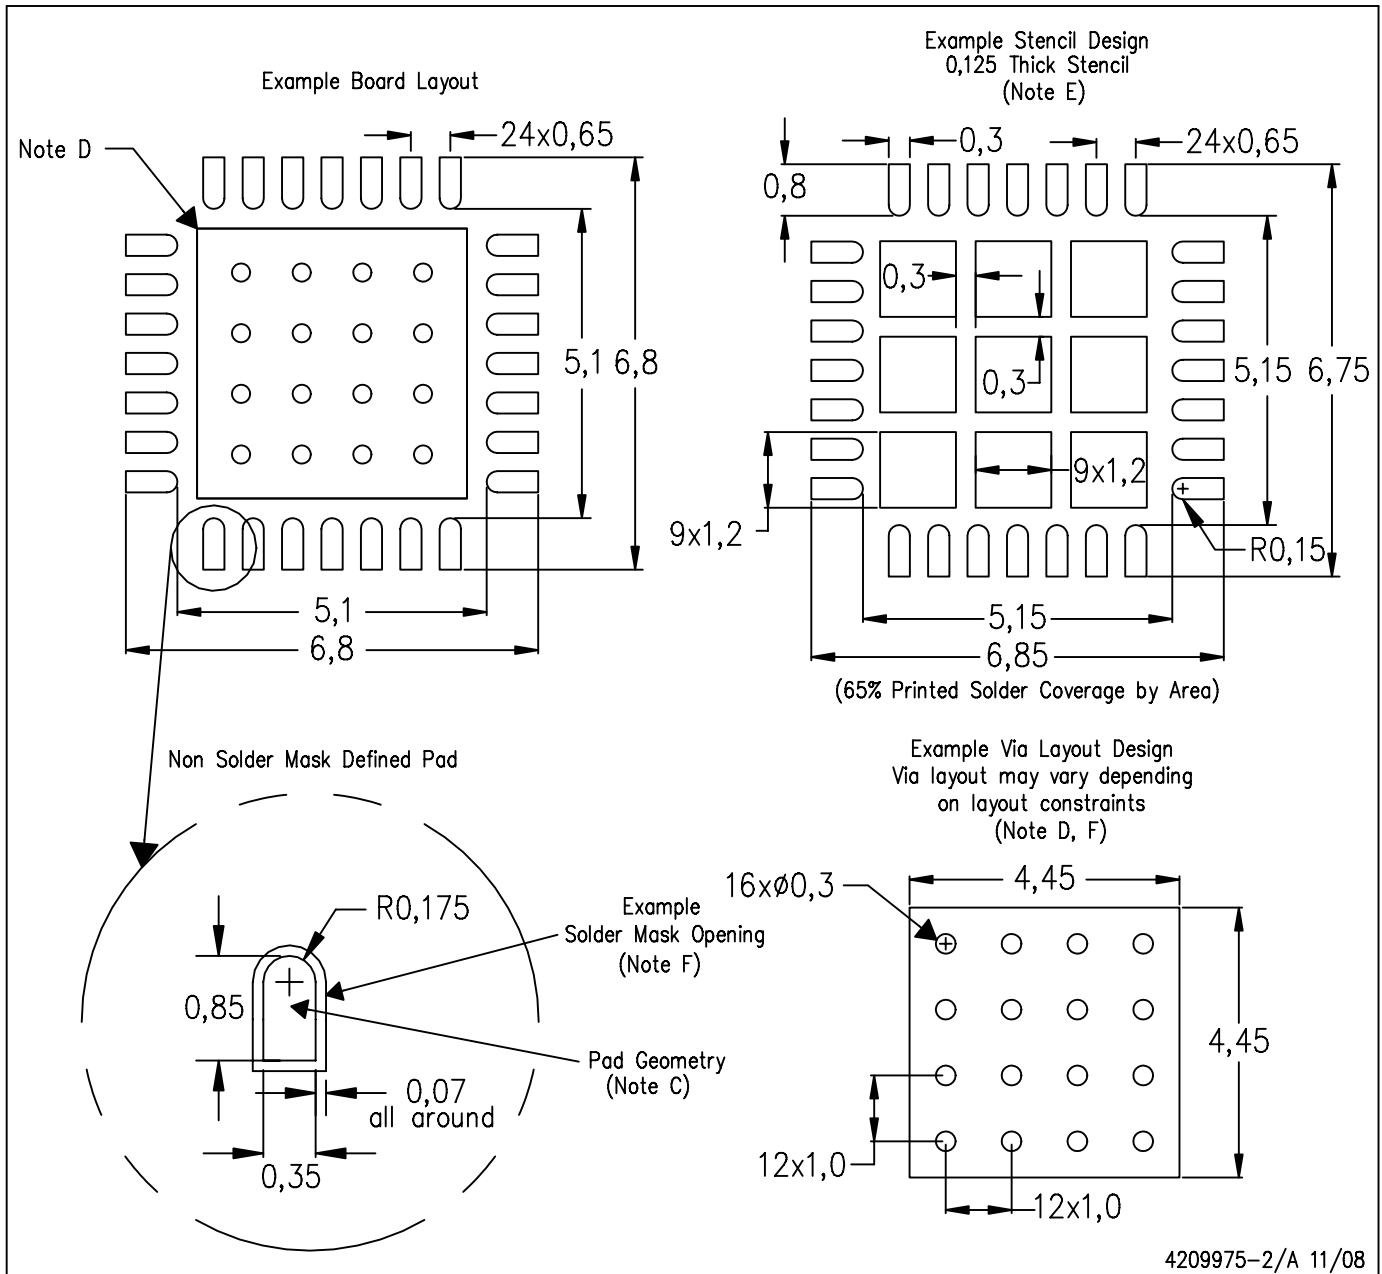 Example Board Layout
Note D
24x0,65
5,1
6,8
5,1
6,8
Example Stencil Design
0,125 Thick Stencil
(Note E)
0,3
24x0,65
0,8
0,3
0,3
5,15
6,75
9x1,2
9x1,2
R0,15
5,15
6,85
(65% Printed Solder Coverage by Area)
Non Solder Mask Defined Pad
R0,175
Example
Solder Mask Opening
(Note F)
0,85
Pad Geometry
(Note C)
0,07
all around
0,35
Example Via Layout Design
Via layout may vary depending
on layout constraints
(Note D, F)
4,45
16xø0,3
4,45
12x1,0
12x1,0
4209975-2/A 11/08